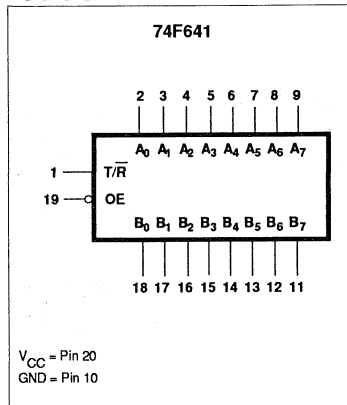 74F641
2 3 4 5 6 7 8 9
A0 A1 A2 A3 A4 A5 A6 A7
1 T/R̅
19 OE
B0 B1 B2 B3 B4 B5 B6 B7
18 17 16 15 14 13 12 11
VCC = Pin 20
GND = Pin 10